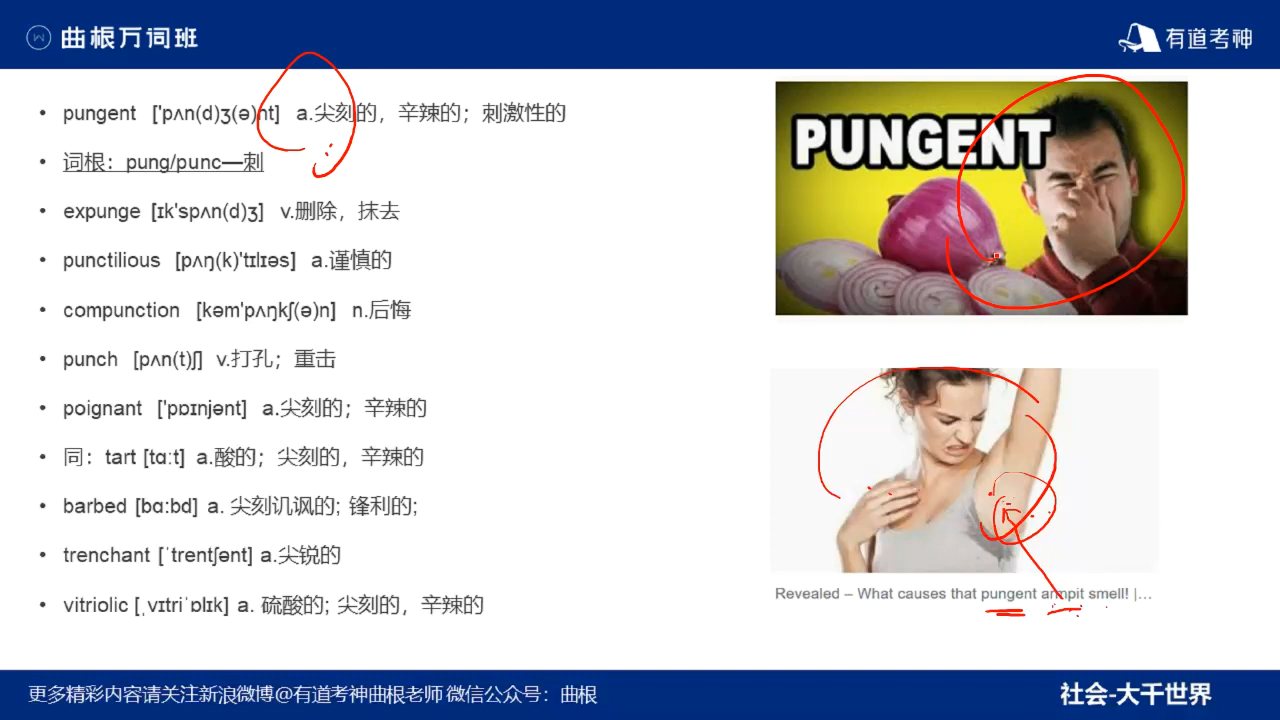 曲根万词班
有道考神
pungent ['pʌn(d)ʒ(ə)nt] a.尖刻的，辛辣的；刺激性的
词根：pung/punc—刺
expunge [ɪk'spʌn(d)ʒ] v.删除，抹去
punctilious [pʌŋ(k)'tɪlɪəs] a.谨慎的
compunction [kəm'pʌŋkʃ(ə)n] n.后悔
punch [pʌn(t)ʃ] v.打孔；重击
poignant ['pɒɪnjənt] a.尖刻的；辛辣的
同：tart [tɑːt] a.酸的；尖刻的，辛辣的
barbed [bɑːbd] a. 尖刻讥讽的; 锋利的;
trenchant [ˈtrentʃənt] a.尖锐的
vitriolic [ˌvɪtriˈɒlɪk] a. 硫酸的; 尖刻的，辛辣的
PUNGENT
Revealed – What causes that pungent armpit smell! |...
更多精彩内容请关注新浪微博@有道考神曲根老师 微信公众号：曲根
社会-大千世界